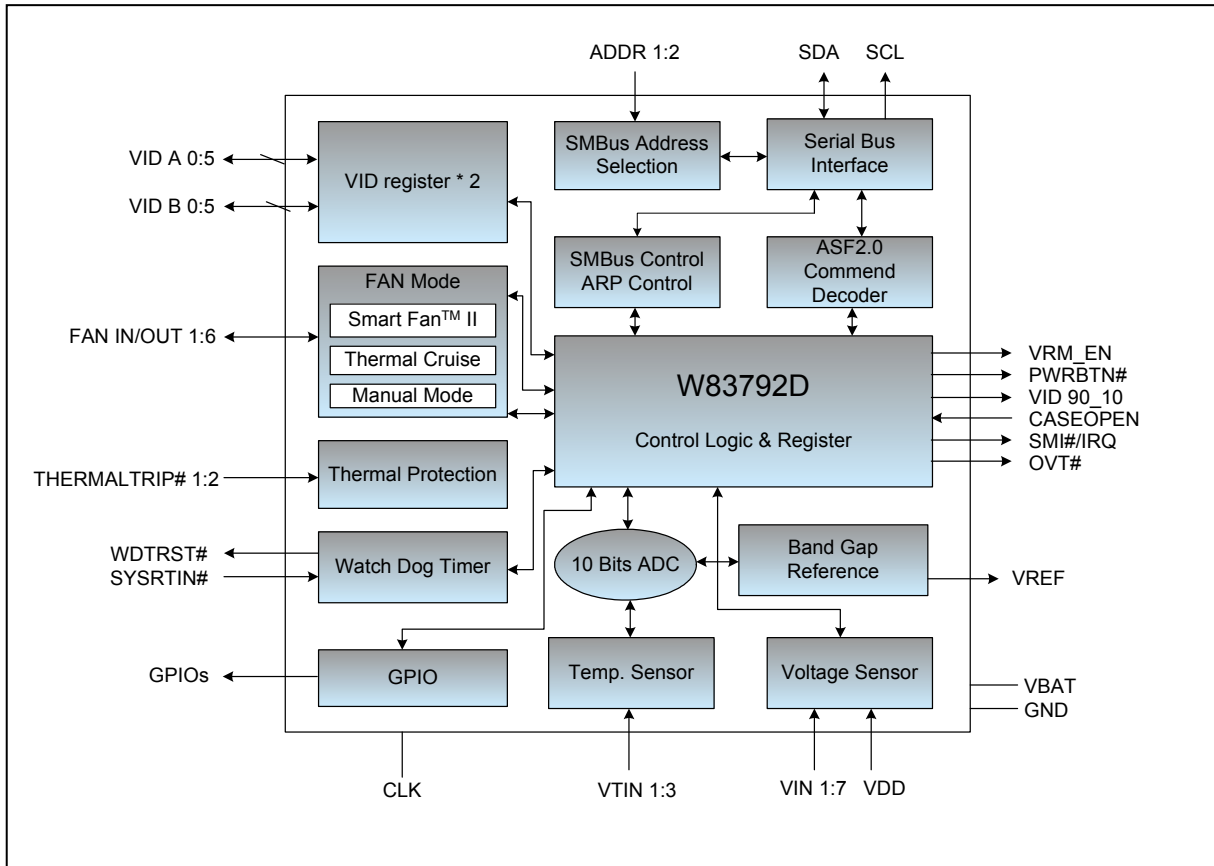 ADDR 1:2
SDA
SCL
VID A 0:5
VID B 0:5
VID register * 2
SMBus Address
Selection
Serial Bus
Interface
SMBus Control
ARP Control
ASF2.0
Commend
Decoder
FAN IN/OUT 1:6
FAN Mode
Smart Fan™ II
Thermal Cruise
Manual Mode
W83792D
Control Logic & Register
VRM_EN
PWRBTN#
VID 90_10
CASEOPEN
SMI#/IRQ
OVT#
THERMALTRIP# 1:2
Thermal Protection
WDTRST#
SYSRTIN#
Watch Dog Timer
10 Bits ADC
Band Gap
Reference
VREF
GPIOs
GPIO
Temp. Sensor
Voltage Sensor
VBAT
GND
CLK
VTIN 1:3
VIN 1:7
VDD